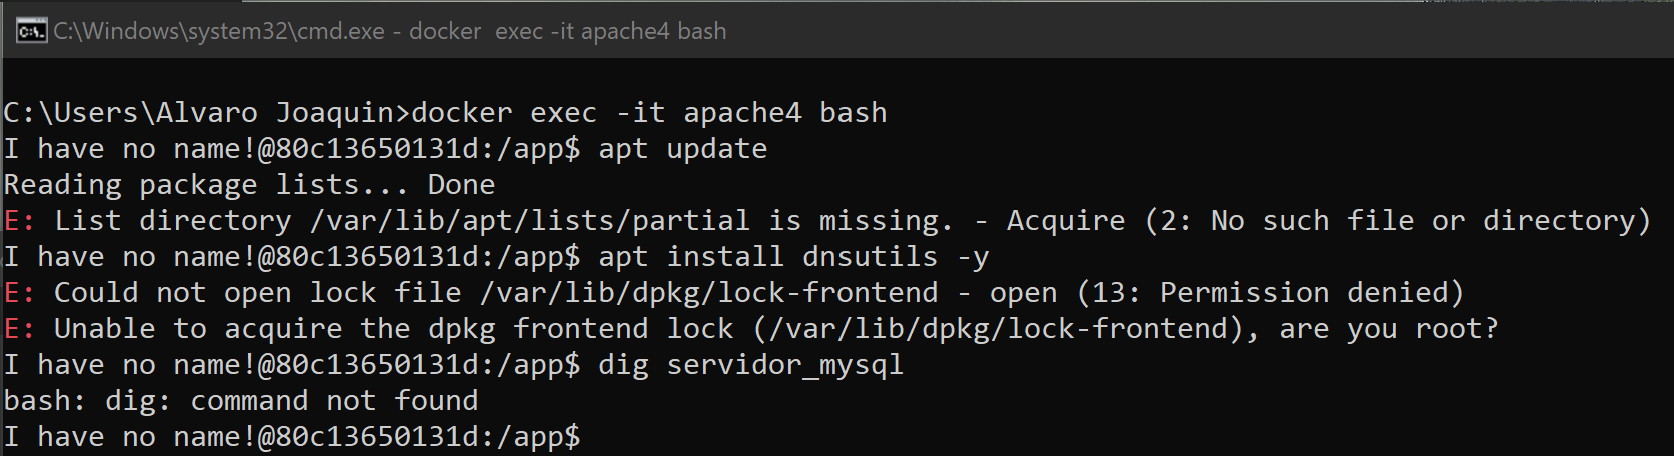 C:\Windows\system32\cmd.exe - docker  exec -it apache4 bash
C:\Users\Alvaro Joaquin>docker exec -it apache4 bash
I have no name!@80c13650131d:/app$ apt update
Reading package lists... Done
E: List directory /var/lib/apt/lists/partial is missing. - Acquire (2: No such file or directory)
I have no name!@80c13650131d:/app$ apt install dnsutils -y
E: Could not open lock file /var/lib/dpkg/lock-frontend - open (13: Permission denied)
E: Unable to acquire the dpkg frontend lock (/var/lib/dpkg/lock-frontend), are you root?
I have no name!@80c13650131d:/app$ dig servidor_mysql
bash: dig: command not found
I have no name!@80c13650131d:/app$